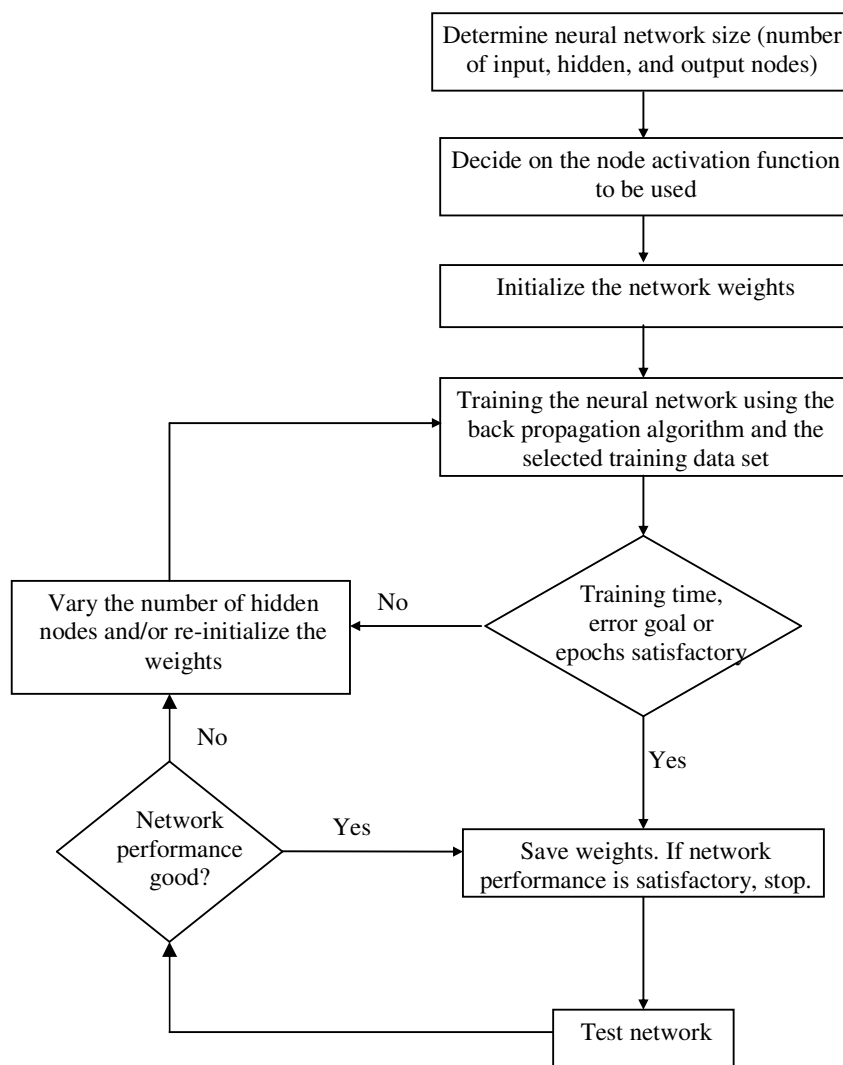 Determine neural network size (number
of input, hidden, and output nodes)
Decide on the node activation function
to be used
Initialize the network weights
Training the neural network using the
back propagation algorithm and the
selected training data set
Training time,
error goal or
epochs satisfactory
No
Vary the number of hidden
nodes and/or re-initialize the
weights
No
Yes
Network
performance
good?
Yes
Save weights. If network
performance is satisfactory, stop.
Test network